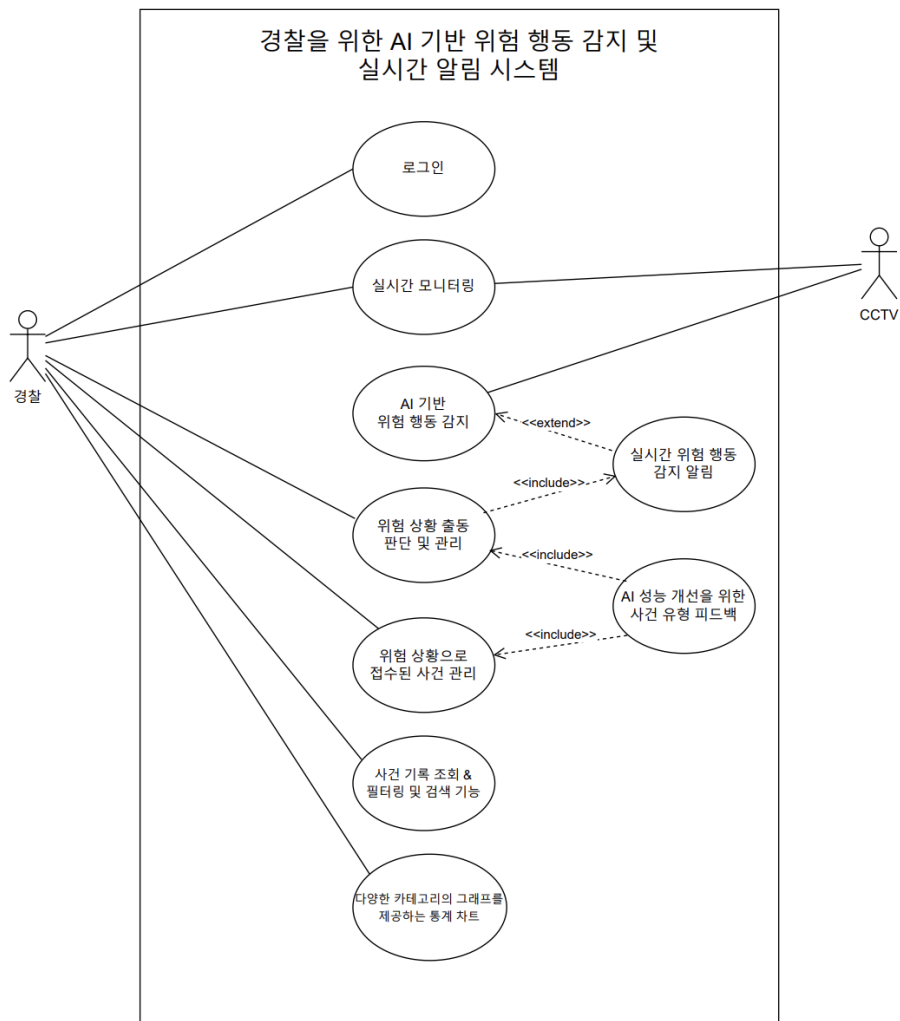 경찰을 위한 AI 기반 위험 행동 감지 및
실시간 알림 시스템
로그인
실시간 모니터링
CCTV
경찰
AI 기반
위험 행동 감지
<<extend>>
실시간 위험 행동
감지 알림
<<include>>
위험 상황 출동
판단 및 관리
<<include>>
AI 성능 개선을 위한
사건 유형 피드백
<<include>>
위험 상황으로
접수된 사건 관리
사건 기록 조회 &
필터링 및 검색 기능
다양한 카테고리의 그래프를
제공하는 통계 차트